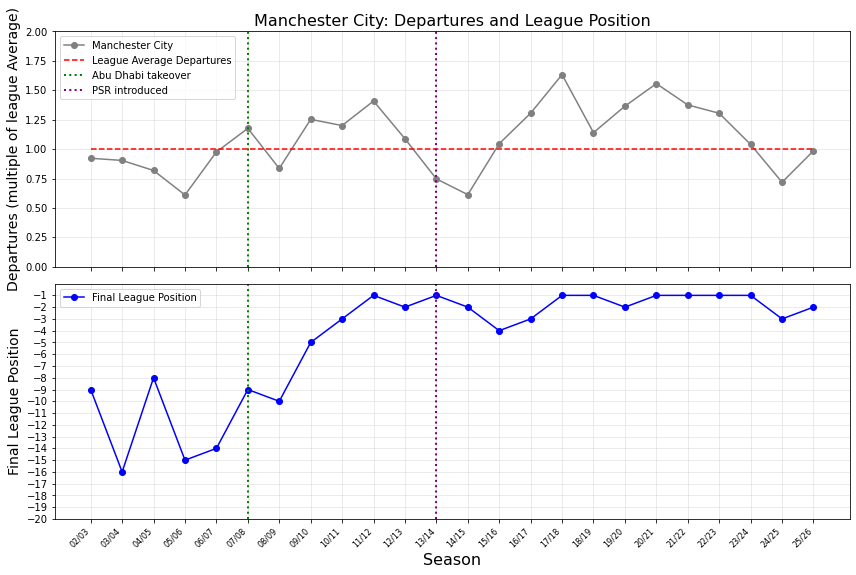 Manchester City: Departures and League Position
Departures (multiple of league Average)
2.00
1.75
1.50
1.25
1.00
0.75
0.50
0.25
0.00
Manchester City
League Average Departures
Abu Dhabi takeover
PSR introduced
Final League Position
−1
−2
−3
−4
−5
−6
−7
−8
−9
−10
−11
−12
−13
−14
−15
−16
−17
−18
−19
−20
Final League Position
02/03 03/04 04/05 05/06 06/07 07/08 08/09 09/10 10/11 11/12 12/13 13/14 14/15 15/16 16/17 17/18 18/19 19/20 20/21 21/22 22/23 23/24 24/25 25/26
Season